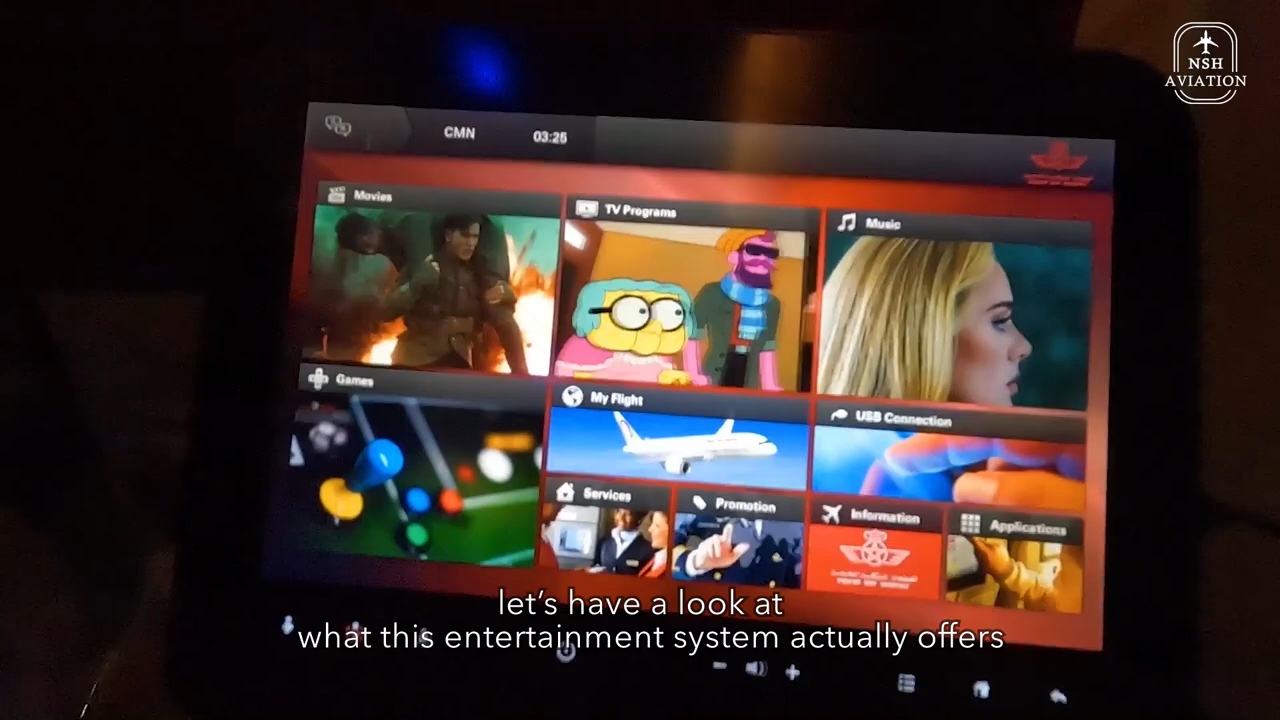 NSH
AVIATION
CMN
03:25
Movies
TV Programs
Music
Games
My Flight
USB Connection
Services
Promotion
Information
Applications
let's have a look at
what this entertainment system actually offers